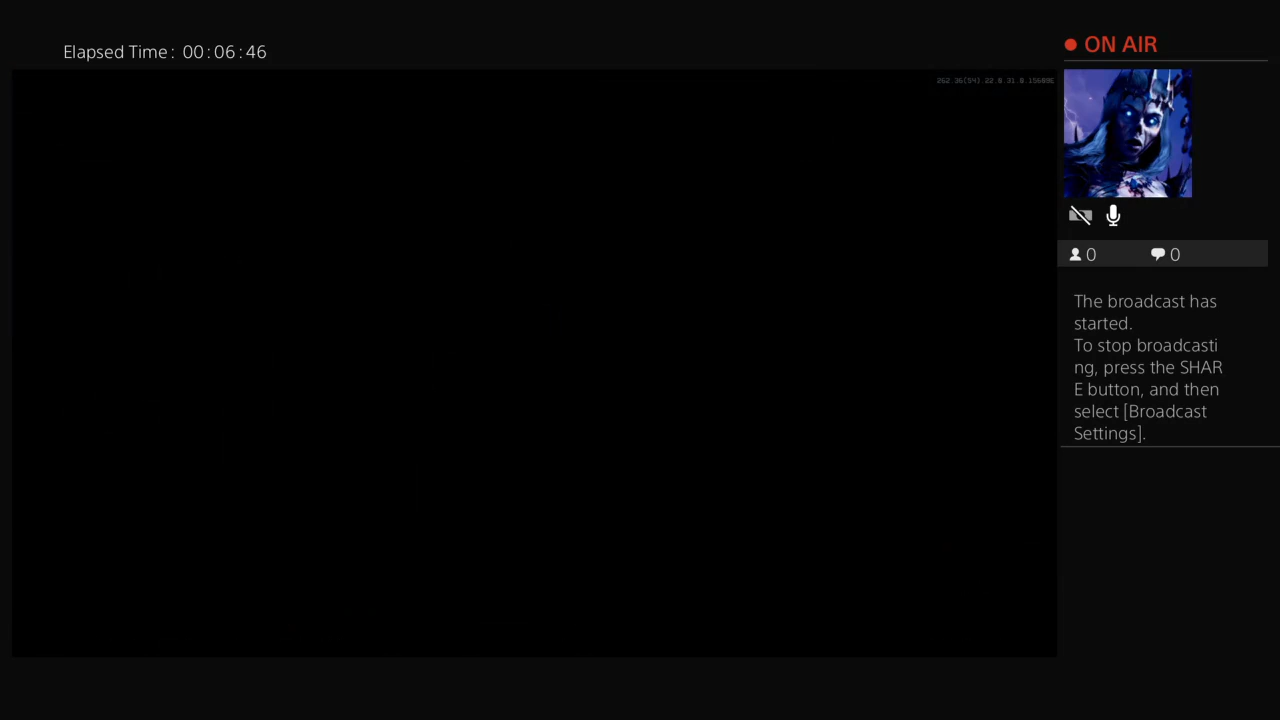 Elapsed Time: 00:06:46
ON AIR
0 0
The broadcast has
started.
To stop broadcasti
ng, press the SHAR
E button, and then
select [Broadcast
Settings].